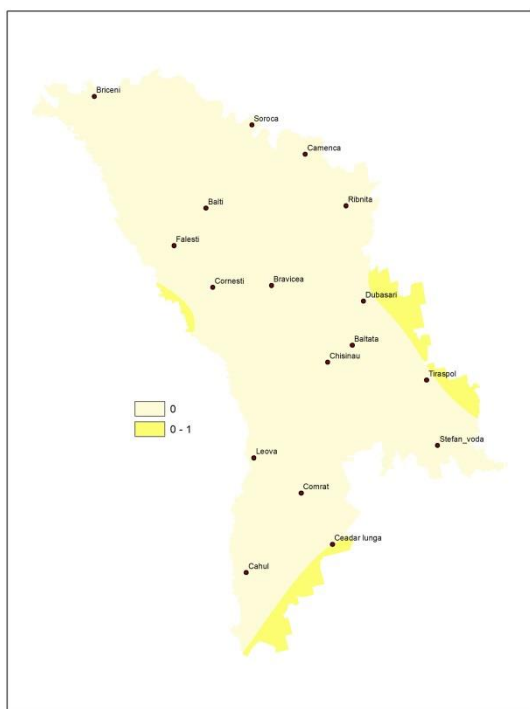 Briceni
Soroca
Camenca
Balti
Ribnita
Falesti
Cornesti
Bravicea
Dubasari
Baltata
Chisinau
Tiraspol
0
0 - 1
Stefan_voda
Leova
Comrat
Ceadar lunga
Cahul